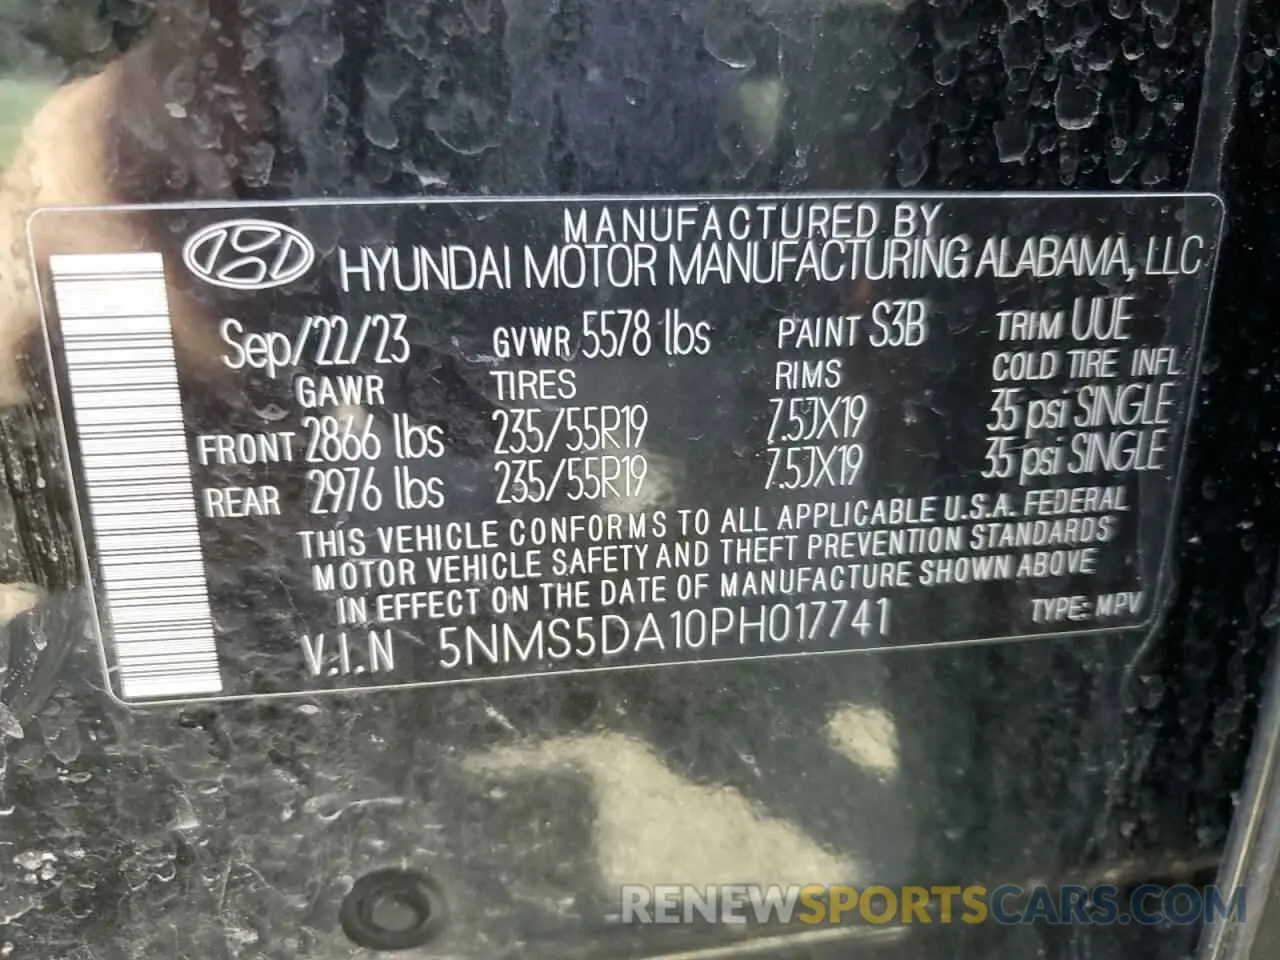 MANUFACTURED BY
HYUNDAI MOTOR MANUFACTURING ALABAMA, LLC
Sep/22/23 GVWR 5578 lbs PAINT S3B TRIM UUE
GAWR TIRES RIMS COLD TIRE INFL
FRONT 2866 lbs 235/55R19 7.5JX19 35 psi SINGLE
REAR 2976 lbs 235/55R19 7.5JX19 35 psi SINGLE
THIS VEHICLE CONFORMS TO ALL APPLICABLE U.S.A. FEDERAL
MOTOR VEHICLE SAFETY AND THEFT PREVENTION STANDARDS
IN EFFECT ON THE DATE OF MANUFACTURE SHOWN ABOVE
V.I.N 5NMS5DA10PH017741 TYPE: MPV
RENEWSPORTSCARS.COM